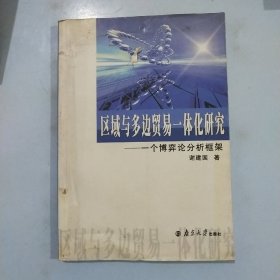 区域与多边贸易一体化研究
——一个博弈论分析框架
谢建国 著
南京大学出版社
区域与多边贸易一体化研究